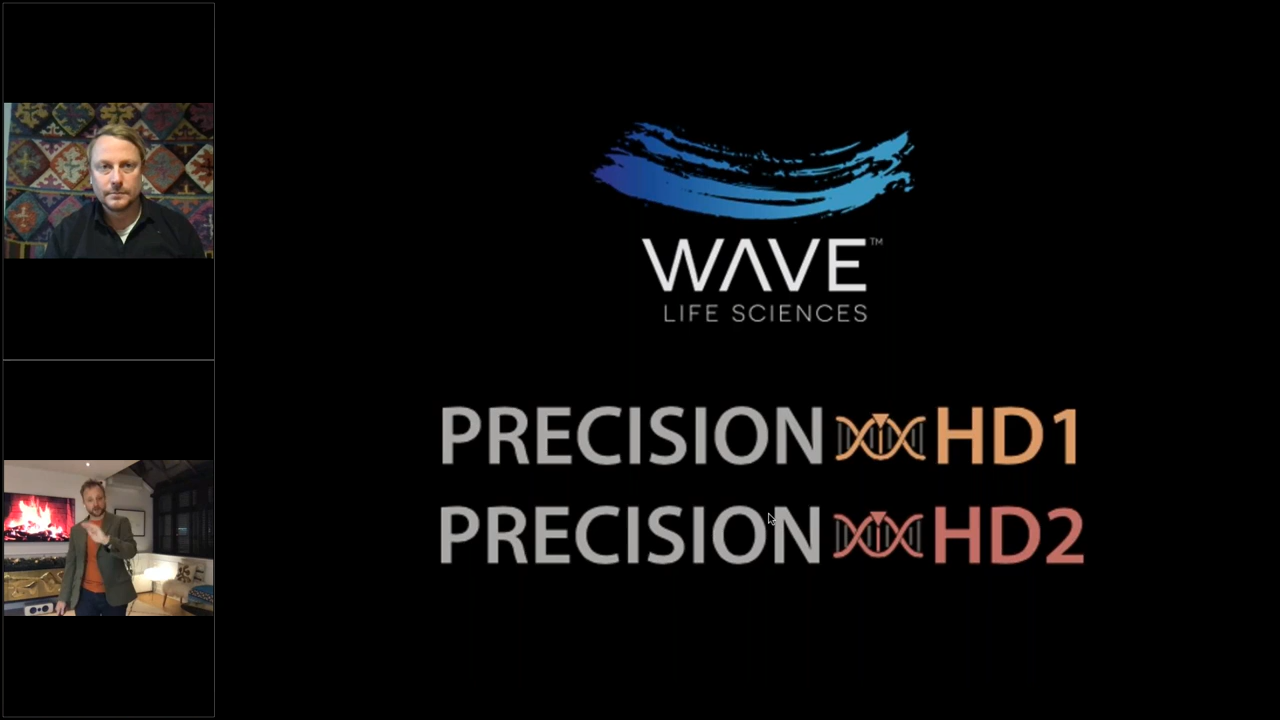 WAVE™
LIFE SCIENCES
PRECISION HD1
PRECISION HD2